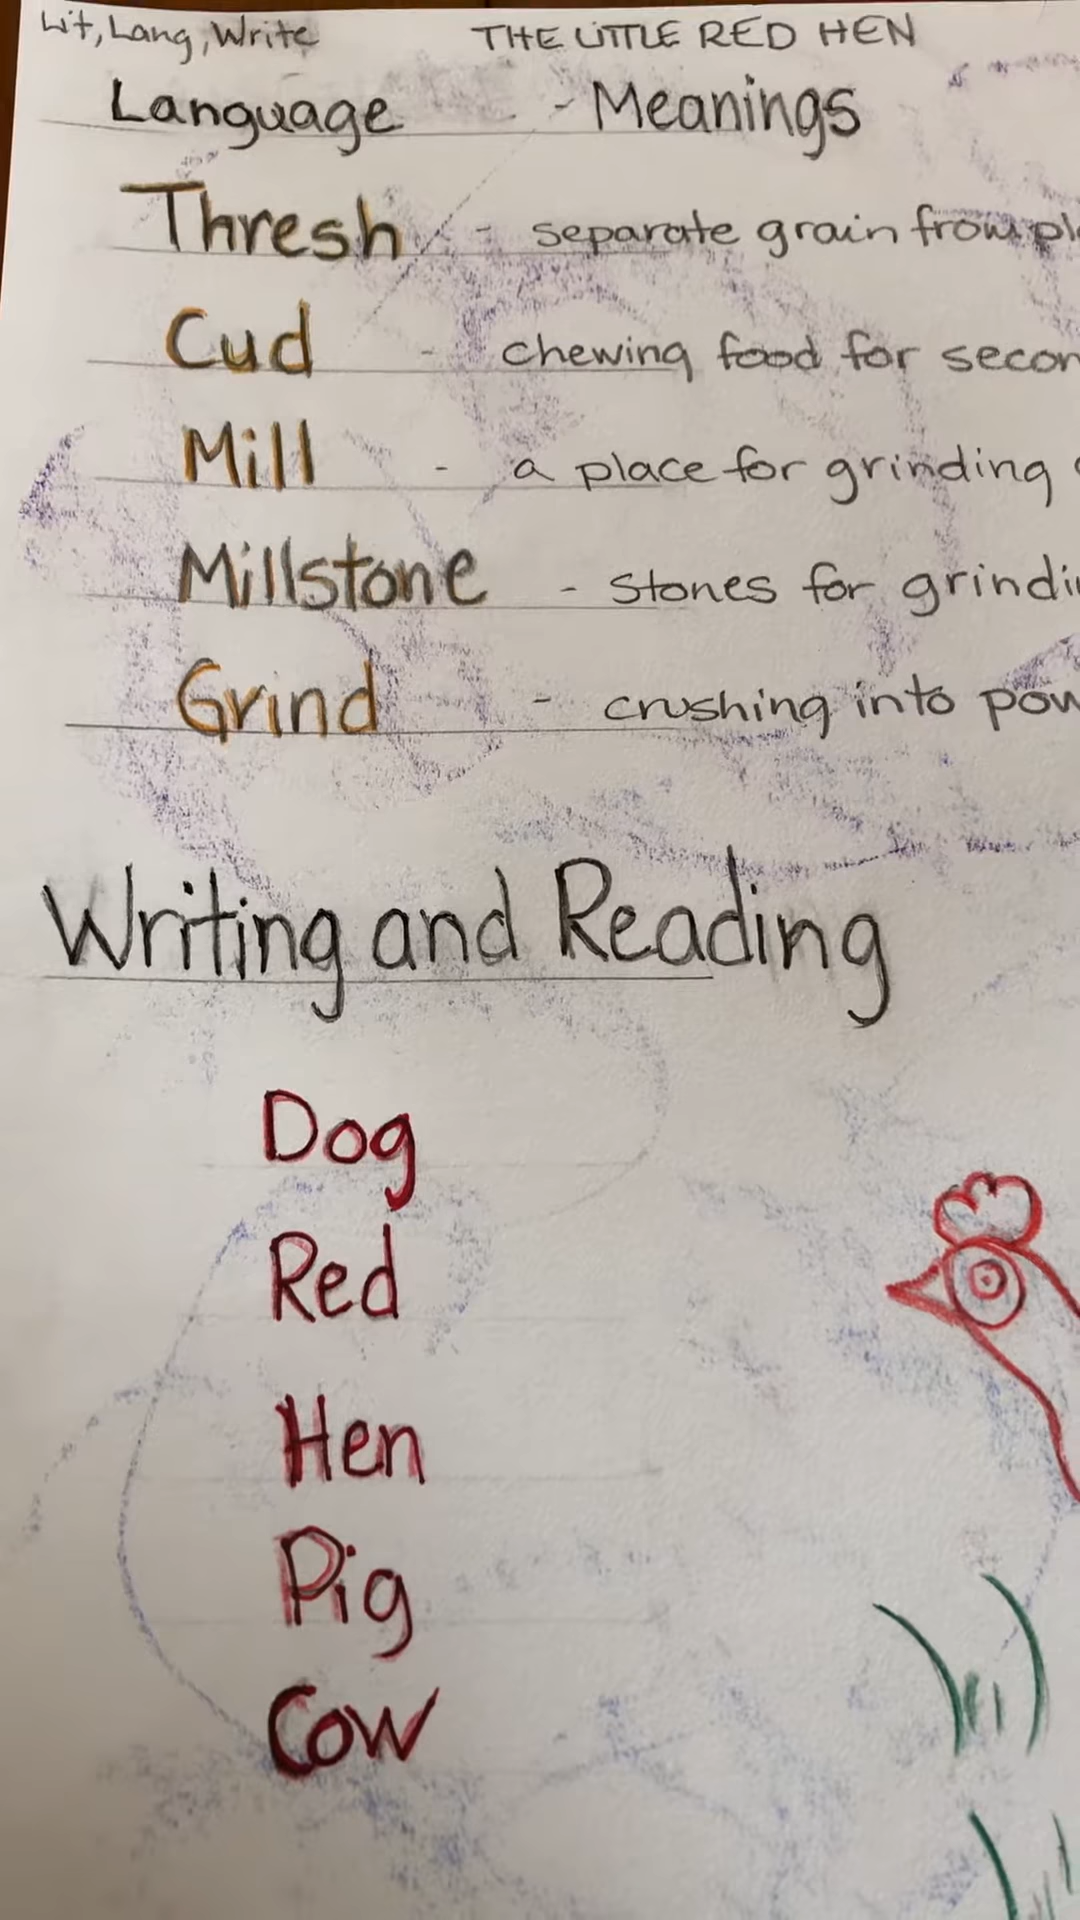 Lit, Lang, Write THE LITTLE RED HEN
Language - Meanings
Thresh - separate grain from
Cud - chewing food for
Mill - a place for grinding
Millstone - Stones for
Grind - crushing into
Writing and Reading
Dog
Red
Hen
Pig
Cow